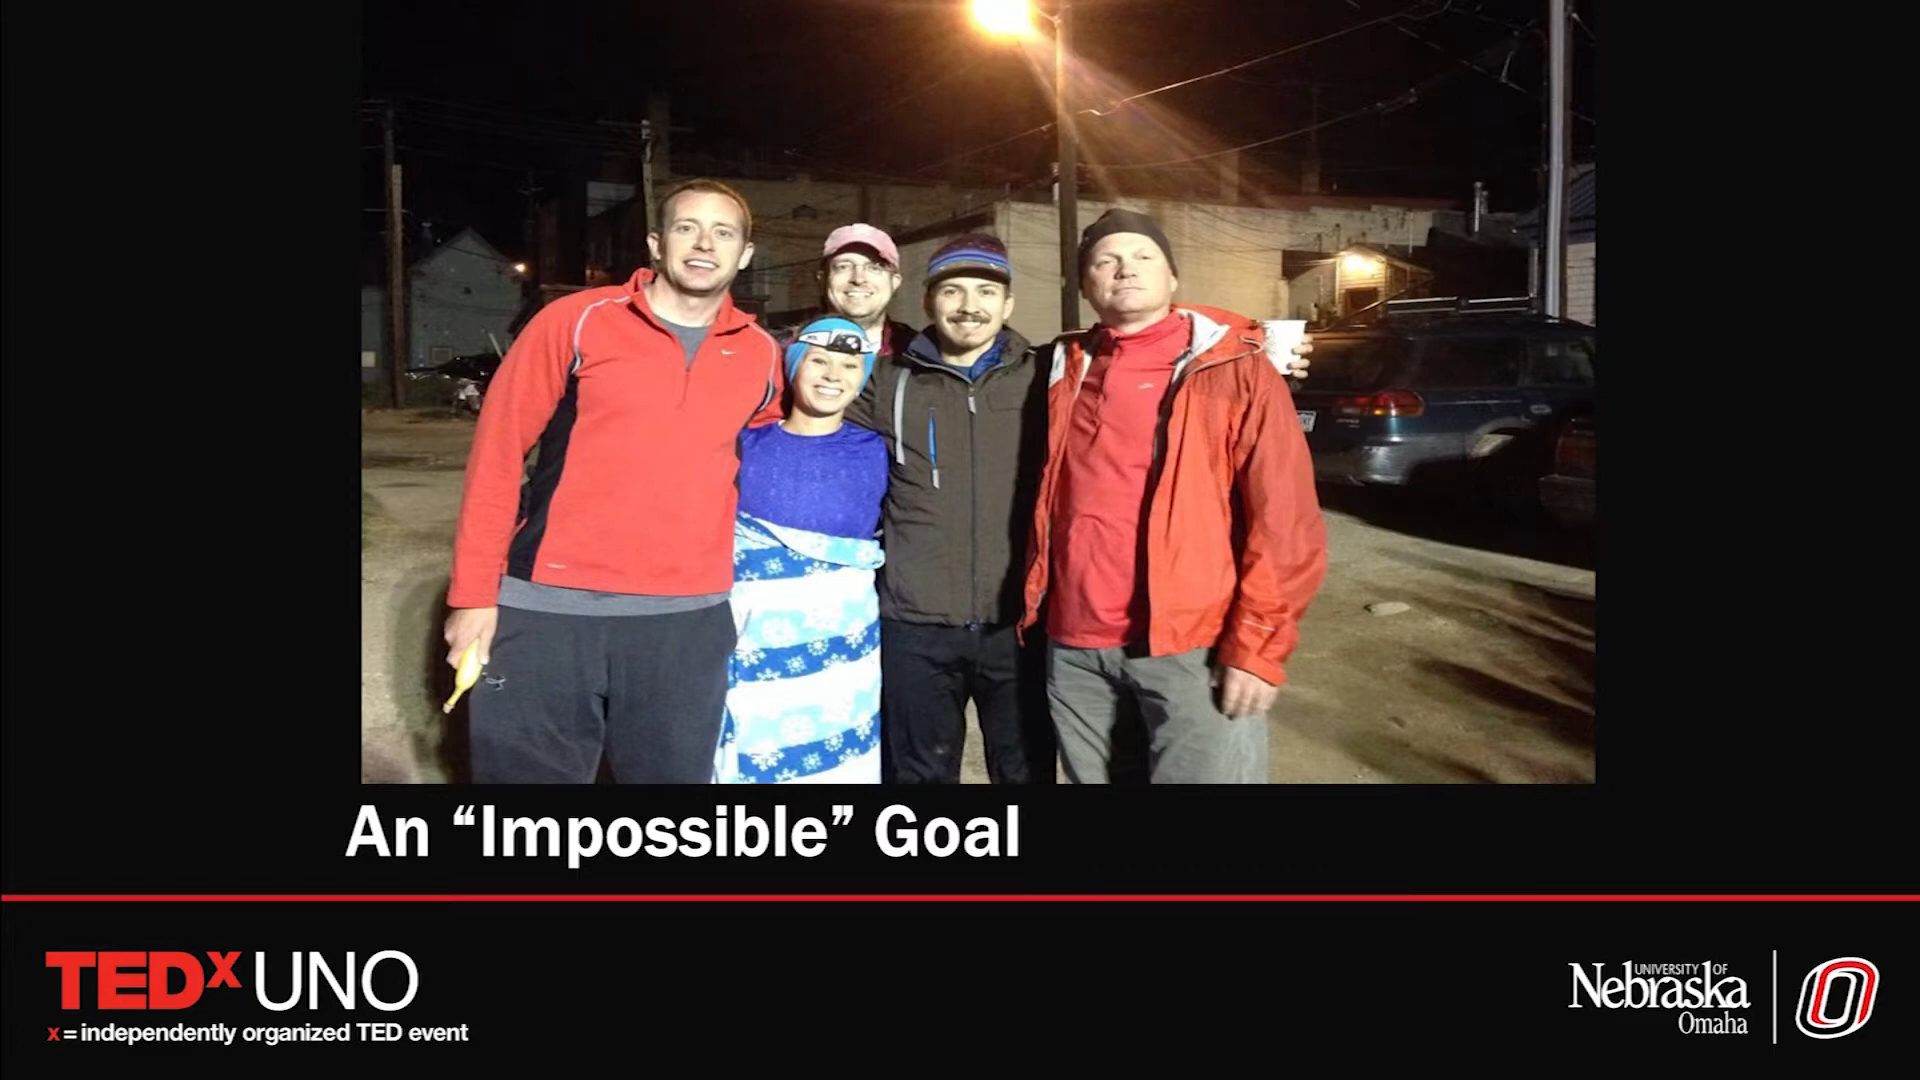 An “Impossible” Goal
TEDx UNO
x = independently organized TED event
UNIVERSITY OF
Nebraska
Omaha